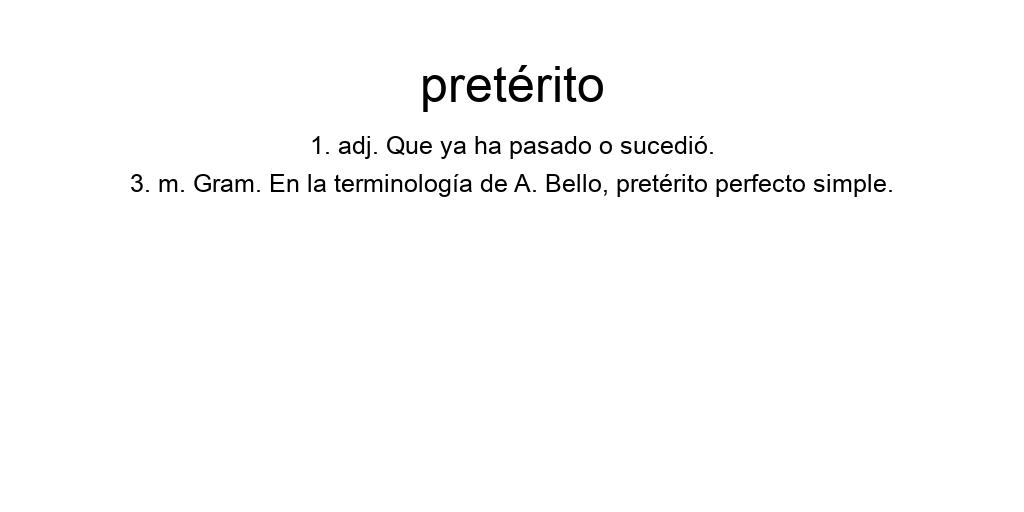 pretérito
1. adj. Que ya ha pasado o sucedió.
3. m. Gram. En la terminología de A. Bello, pretérito perfecto simple.